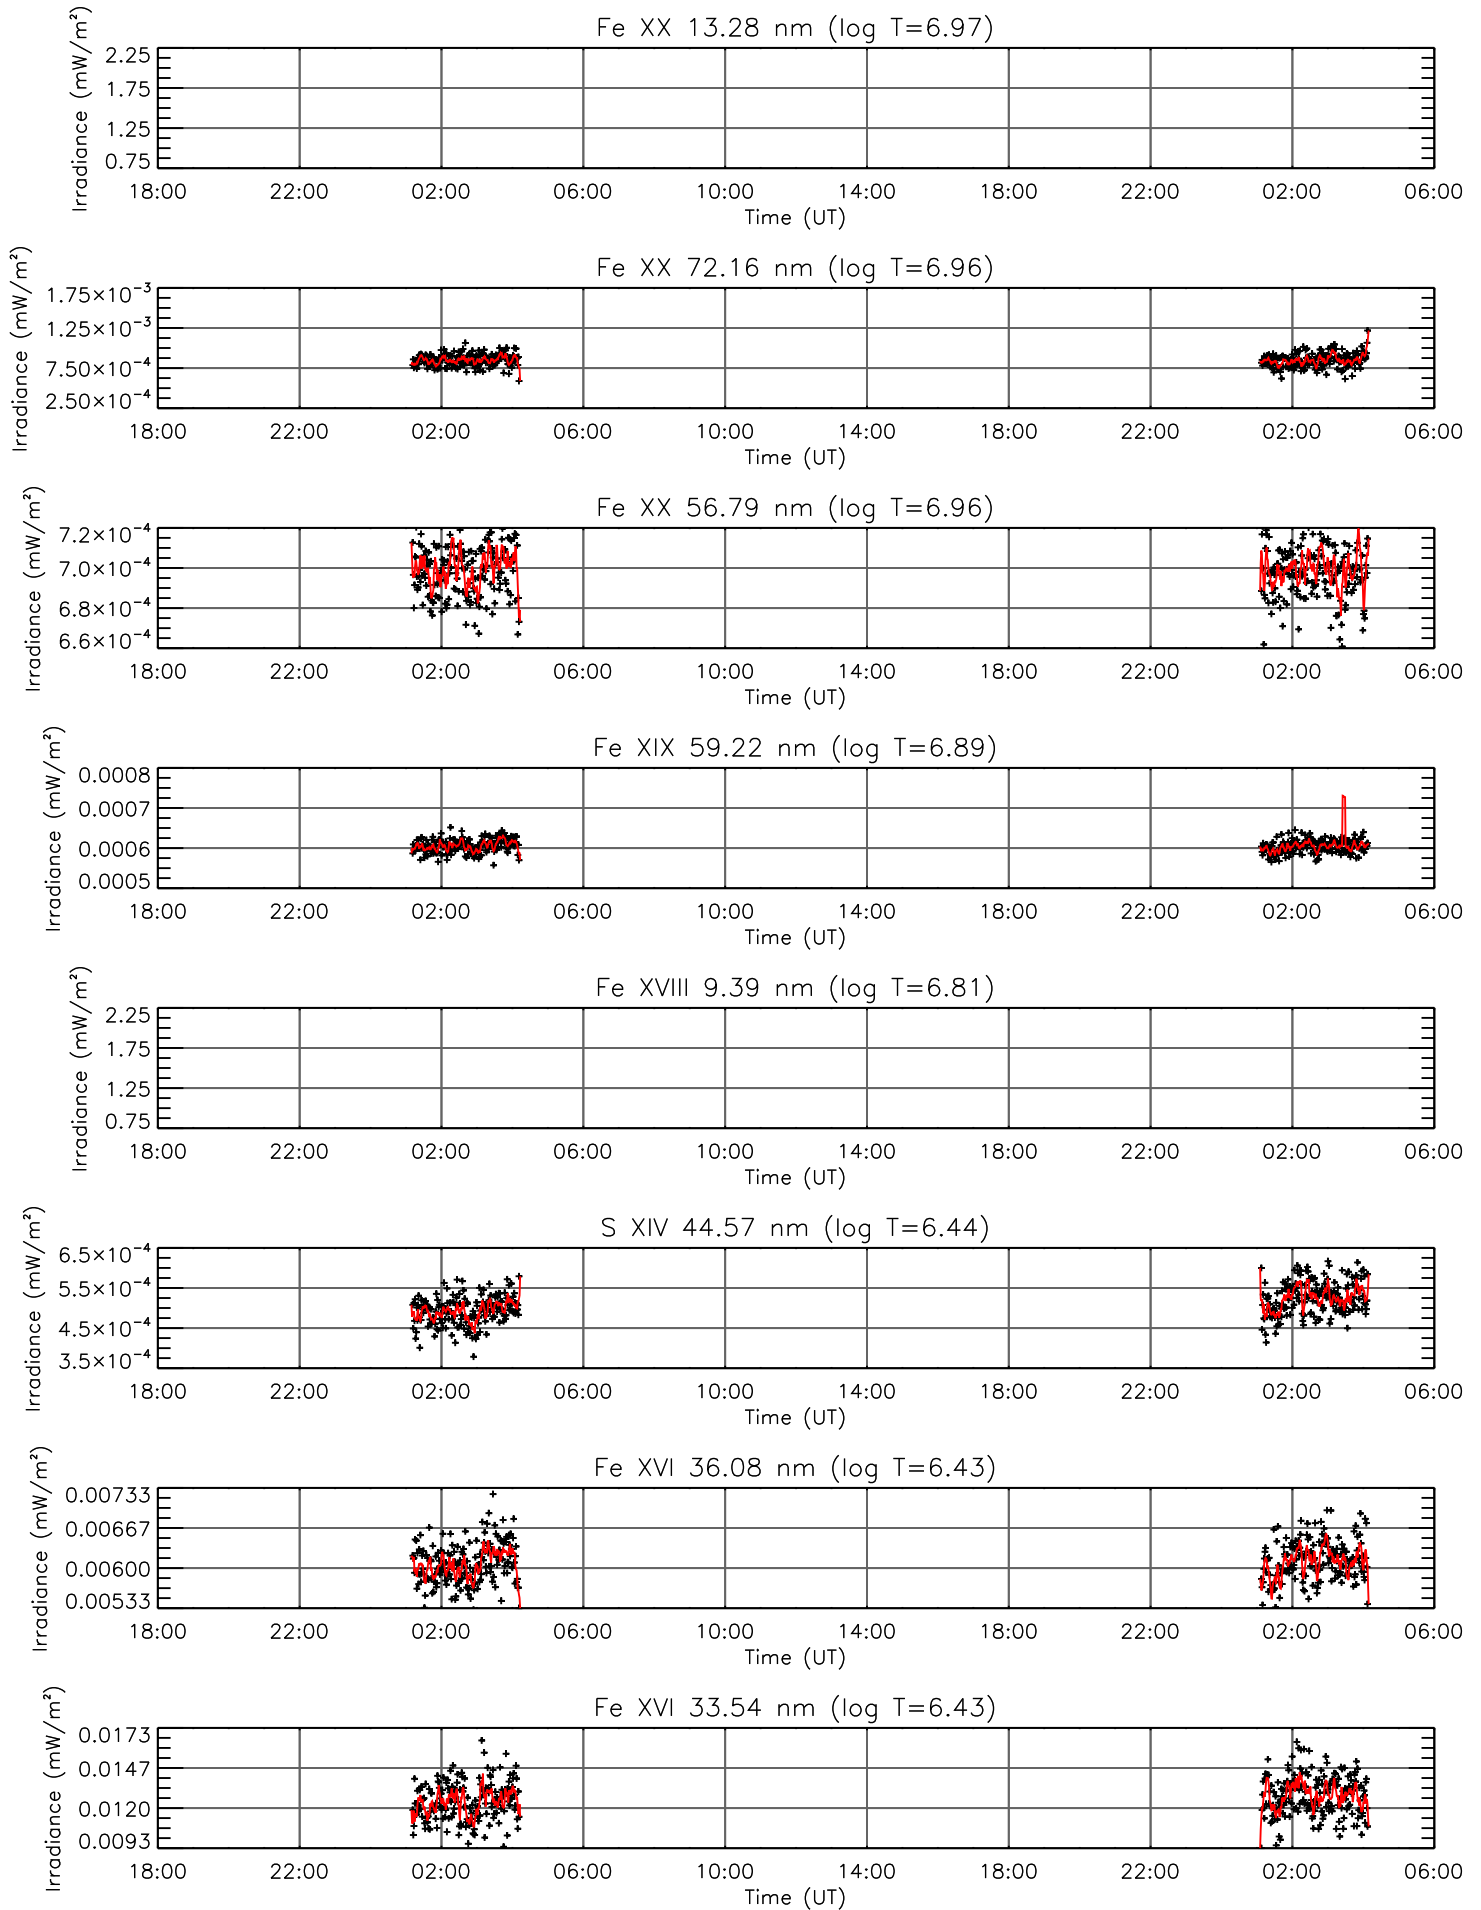 Fe XX 13.28 nm (log T=6.97)
Irradiance (mW/m²)
2.25
1.75
1.25
0.75
18:00 22:00 02:00 06:00 10:00 14:00 18:00 22:00 02:00 06:00
Time (UT)
Fe XX 72.16 nm (log T=6.96)
Irradiance (mW/m²)
1.75×10⁻³
1.25×10⁻³
7.50×10⁻⁴
2.50×10⁻⁴
18:00 22:00 02:00 06:00 10:00 14:00 18:00 22:00 02:00 06:00
Time (UT)
Fe XX 56.79 nm (log T=6.96)
Irradiance (mW/m²)
7.2×10⁻⁴
7.0×10⁻⁴
6.8×10⁻⁴
6.6×10⁻⁴
18:00 22:00 02:00 06:00 10:00 14:00 18:00 22:00 02:00 06:00
Time (UT)
Fe XIX 59.22 nm (log T=6.89)
Irradiance (mW/m²)
0.0008
0.0007
0.0006
0.0005
18:00 22:00 02:00 06:00 10:00 14:00 18:00 22:00 02:00 06:00
Time (UT)
Fe XVIII 9.39 nm (log T=6.81)
Irradiance (mW/m²)
2.25
1.75
1.25
0.75
18:00 22:00 02:00 06:00 10:00 14:00 18:00 22:00 02:00 06:00
Time (UT)
S XIV 44.57 nm (log T=6.44)
Irradiance (mW/m²)
6.5×10⁻⁴
5.5×10⁻⁴
4.5×10⁻⁴
3.5×10⁻⁴
18:00 22:00 02:00 06:00 10:00 14:00 18:00 22:00 02:00 06:00
Time (UT)
Fe XVI 36.08 nm (log T=6.43)
Irradiance (mW/m²)
0.00733
0.00667
0.00600
0.00533
18:00 22:00 02:00 06:00 10:00 14:00 18:00 22:00 02:00 06:00
Time (UT)
Fe XVI 33.54 nm (log T=6.43)
Irradiance (mW/m²)
0.0173
0.0147
0.0120
0.0093
18:00 22:00 02:00 06:00 10:00 14:00 18:00 22:00 02:00 06:00
Time (UT)